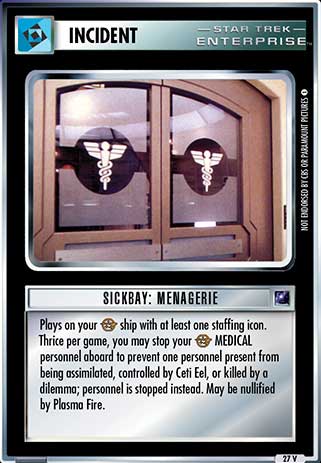 INCIDENT
STAR TREK
ENTERPRISE™
NOT ENDORSED BY CBS OR PARAMOUNT PICTURES
SICKBAY: MENAGERIE
Plays on your ship with at least one staffing icon.
Thrice per game, you may stop your MEDICAL
personnel aboard to prevent one personnel present from
being assimilated, controlled by Ceti Eel, or killed by a
dilemma; personnel is stopped instead. May be nullified
by Plasma Fire.
27 V